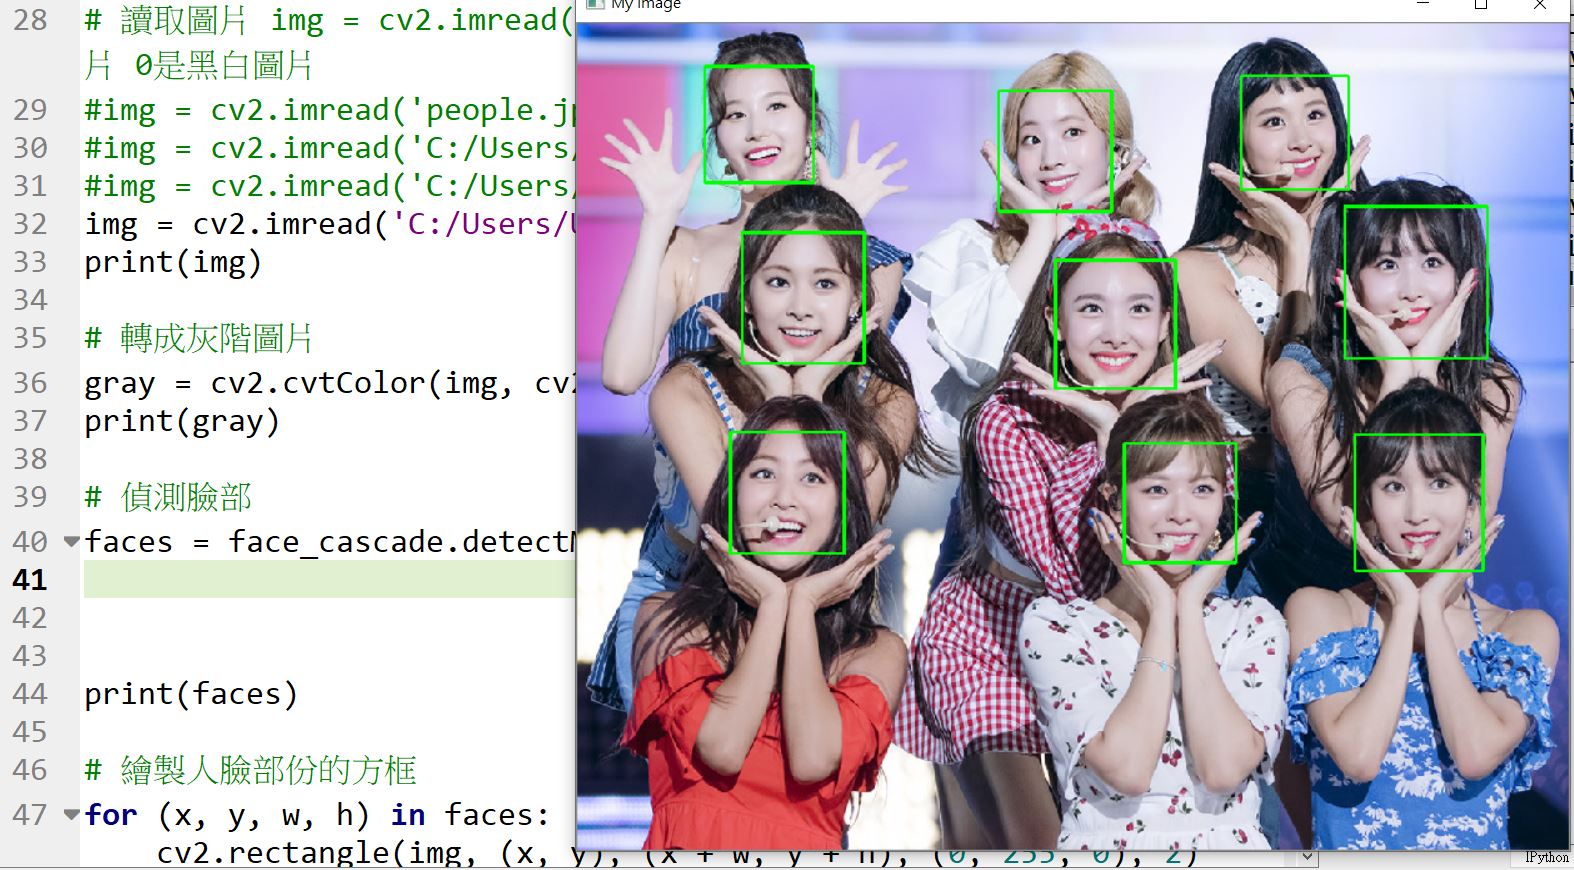 28 # 讀取圖片 img = cv2.imread(
片 0是黑白圖片
29 #img = cv2.imread('people.jp
30 #img = cv2.imread('C:/Users/
31 #img = cv2.imread('C:/Users/
32 img = cv2.imread('C:/Users/U
33 print(img)
34
35 # 轉成灰階圖片
36 gray = cv2.cvtColor(img, cv2
37 print(gray)
38
39 # 偵測臉部
40 faces = face_cascade.detectM
41
42
43
44 print(faces)
45
46 # 繪製人臉部份的方框
47 for (x, y, w, h) in faces:
cv2.rectangle(img, (x, y), (x + w, y + h), (0, 255, 0), 2)
My Image
IPython